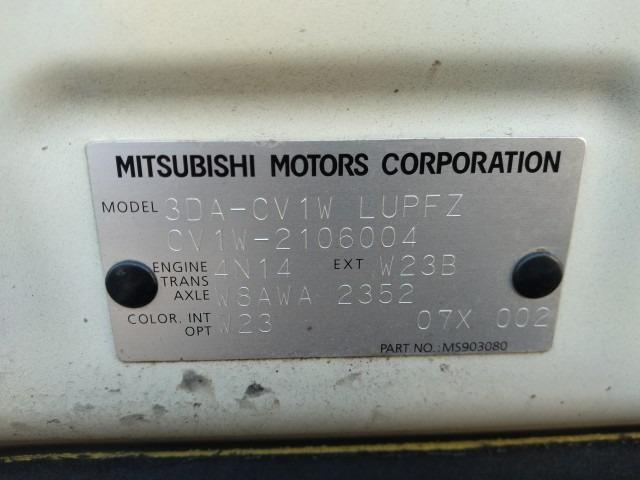 MITSUBISHI MOTORS CORPORATION
MODEL 3DA-CV1W LUPFZ
CV1W-2106004
ENGINE 4N14 EXT W23B
TRANS
AXLE W8AWA 2352
COLOR, INT W23 07X 002
OPT
PART NO.: MS903080